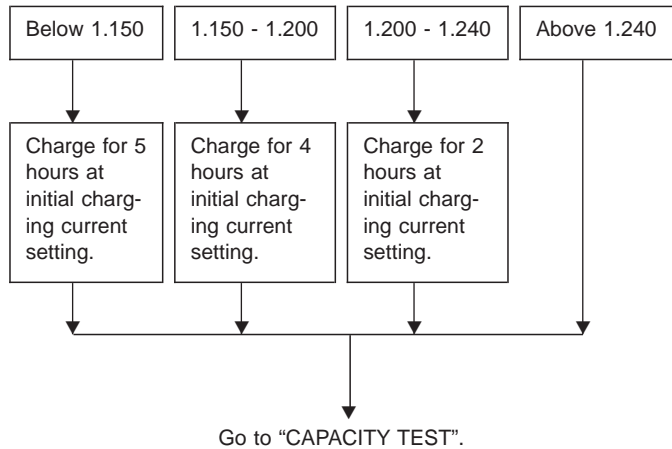 Below 1.150
1.150 - 1.200
1.200 - 1.240
Above 1.240
Charge for 5
hours at
initial charg-
ing current
setting.
Charge for 4
hours at
initial charg-
ing current
setting.
Charge for 2
hours at
initial charg-
ing current
setting.
Go to “CAPACITY TEST”.